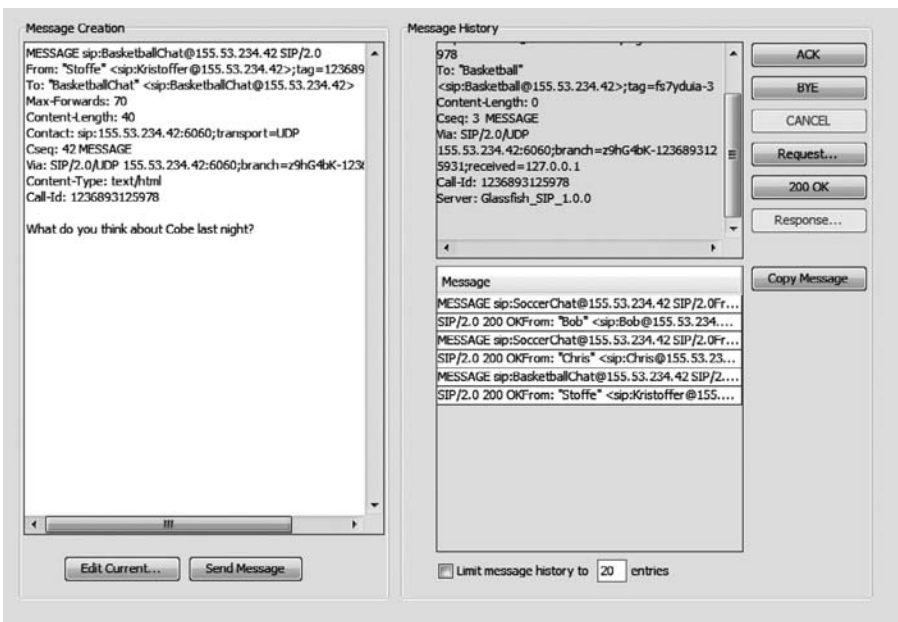 Message Creation
MESSAGE sip:BasketballChat@155.53.234.42 SIP/2.0
From: "Stoffe" <sip:Kristoffer@155.53.234.42>;tag=123689
To: "BasketballChat" <sip:BasketballChat@155.53.234.42>
Max-Forwards: 70
Content-Length: 40
Contact: sip:155.53.234.42:6060;transport=UDP
Cseq: 42 MESSAGE
Via: SIP/2.0/UDP 155.53.234.42:6060;branch=z9hG4bK-1236
Content-Type: text/html
Call-Id: 1236893125978
What do you think about Cobe last night?
Edit Current...
Send Message
Message History
978
To: "Basketball"
<sip:Basketball@155.53.234.42>;tag=fs7yduia-3
Content-Length: 0
Cseq: 3 MESSAGE
Via: SIP/2.0/UDP
155.53.234.42:6060;branch=z9hG4bK-123689312
5931;received=127.0.0.1
Call-Id: 1236893125978
Server: Glassfish_SIP_1.0.0
Message
MESSAGE sip:SoccerChat@155.53.234.42 SIP/2.0Fr...
SIP/2.0 200 OKFrom: "Bob" <sip:Bob@155.53.234....
MESSAGE sip:SoccerChat@155.53.234.42 SIP/2.0Fr...
SIP/2.0 200 OKFrom: "Chris" <sip:Chris@155.53.23...
MESSAGE sip:BasketballChat@155.53.234.42 SIP/2....
SIP/2.0 200 OKFrom: "Stoffe" <sip:Kristoffer@155....
Limit message history to 20 entries
ACK
BYE
CANCEL
Request...
200 OK
Response...
Copy Message